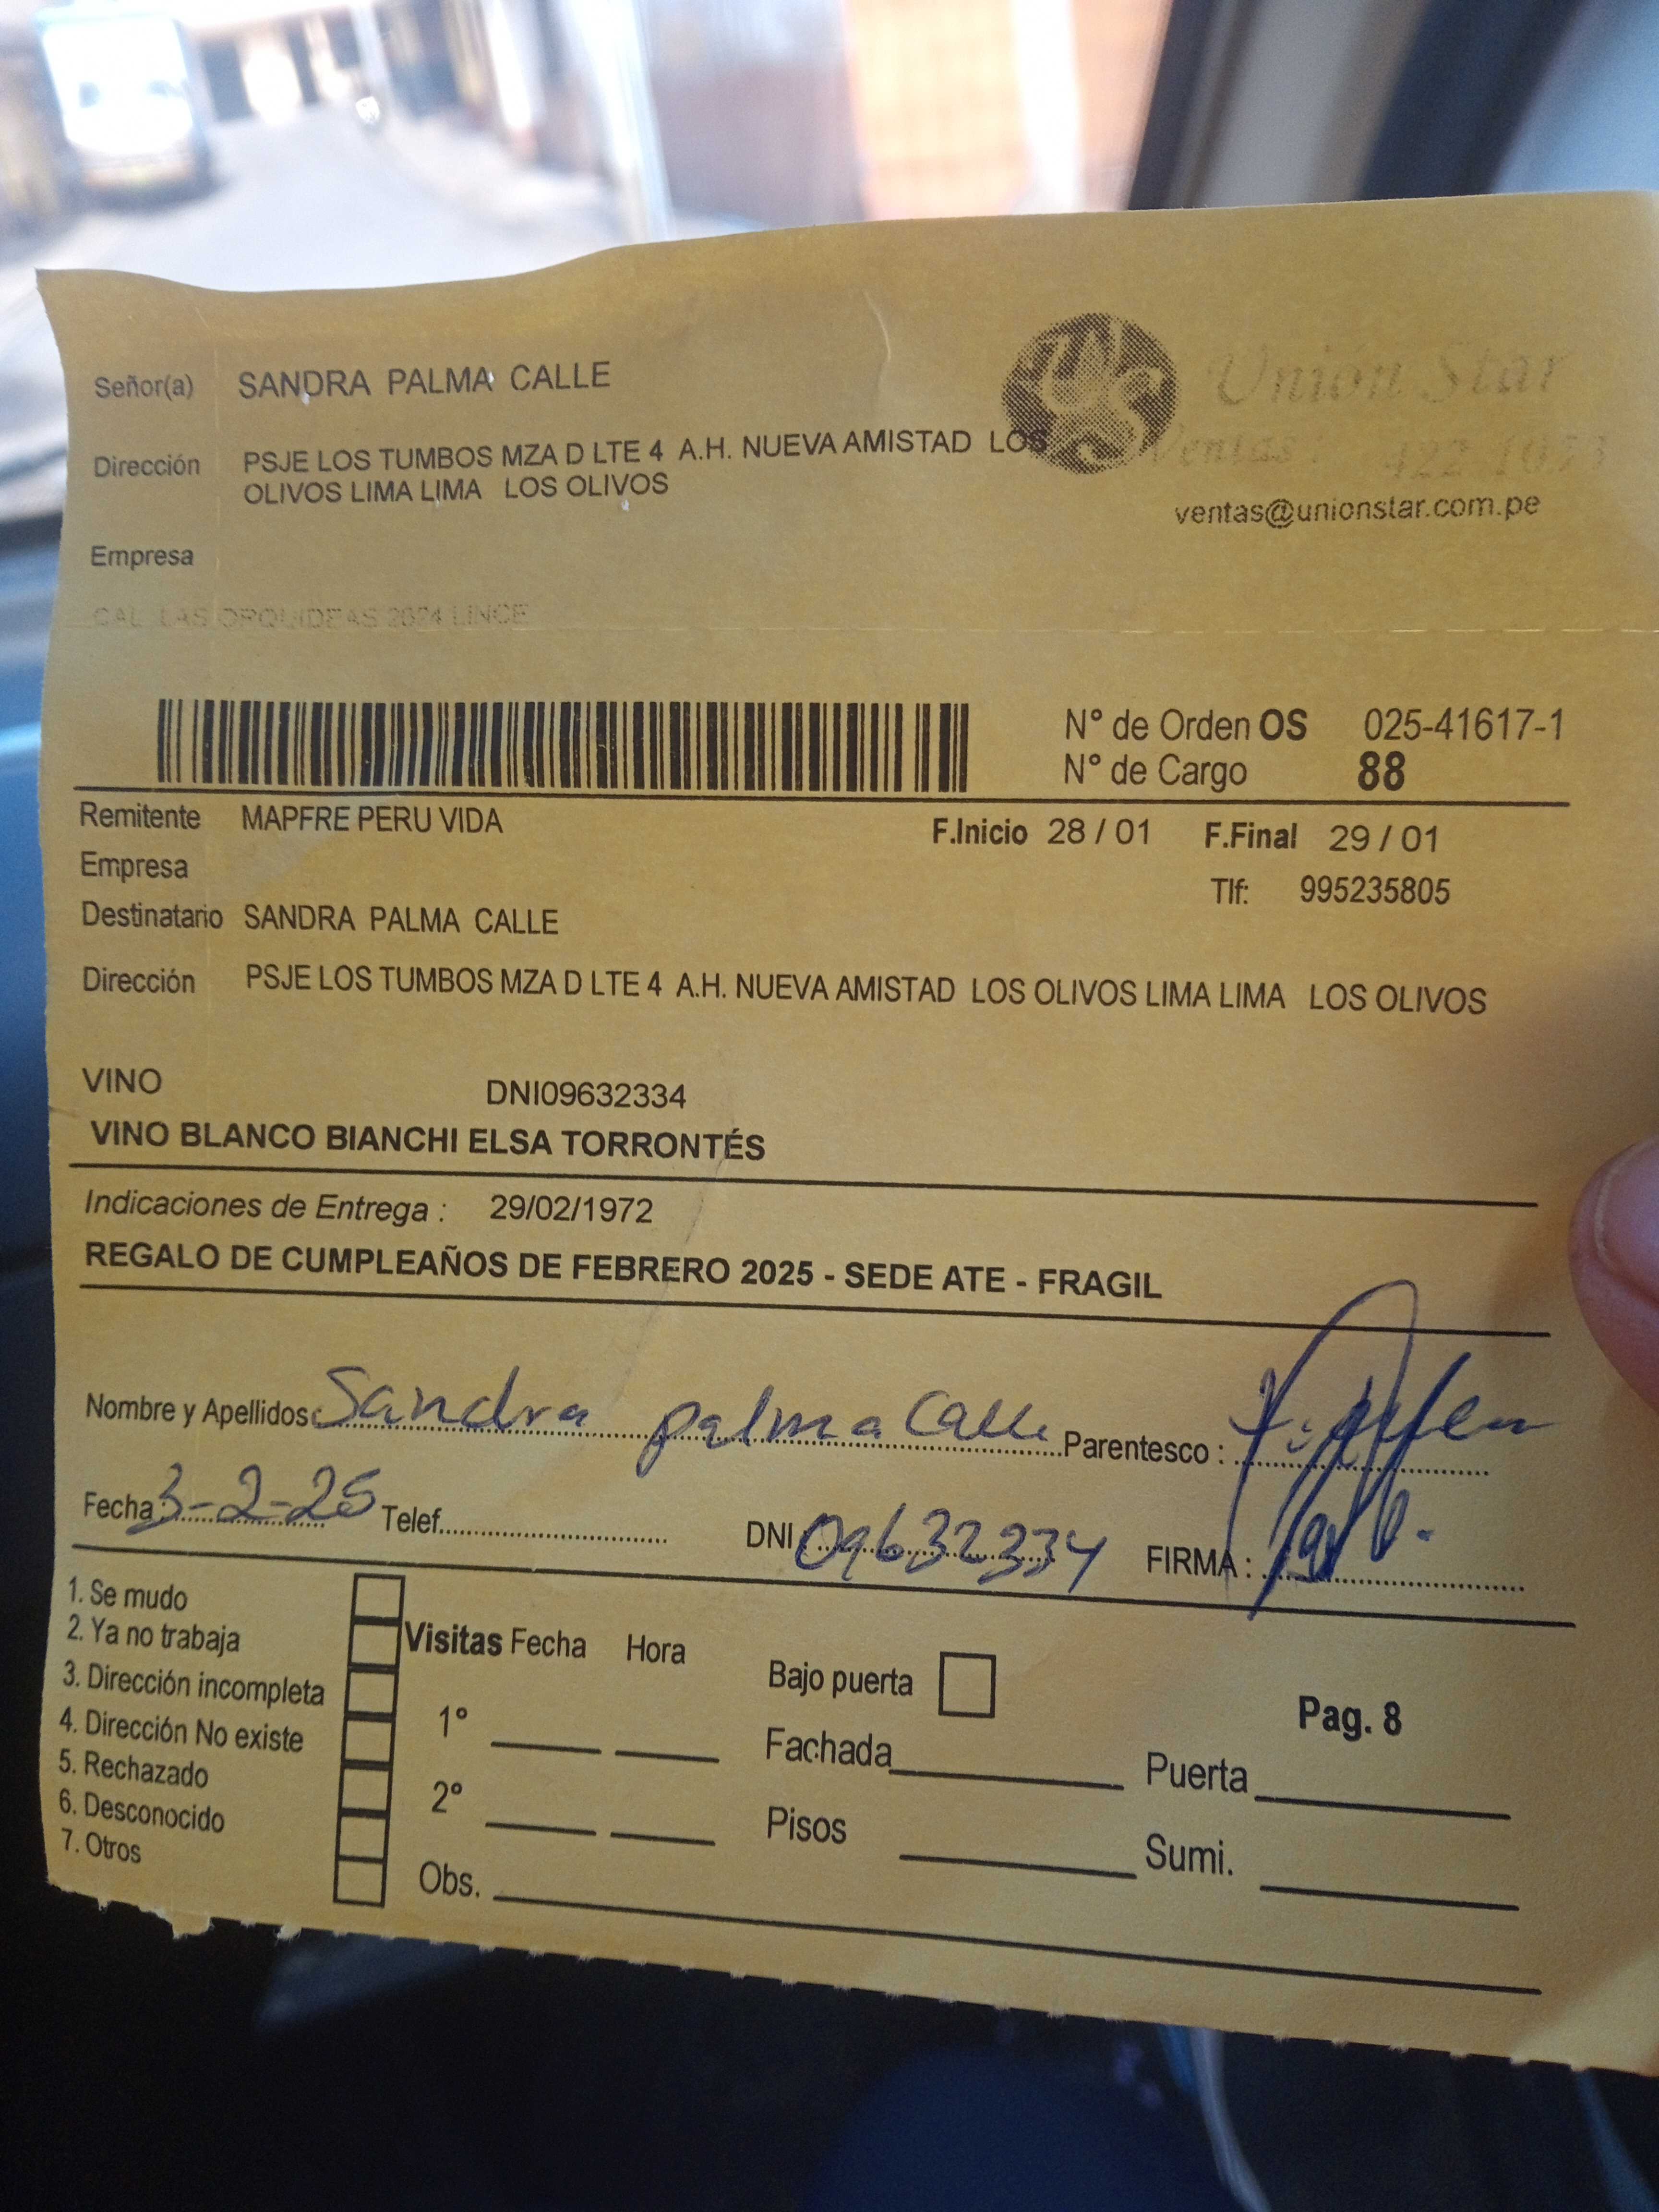 Señor(a) SANDRA PALMA CALLE
Unión Star
Dirección PSJE LOS TUMBOS MZA D LTE 4 A.H. NUEVA AMISTAD LOS
OLIVOS LIMA LIMA LOS OLIVOS
Ventas
ventas@unionstar.com.pe
Empresa
CAL LAS ORQUIDEAS 2674 LINCE
N° de Orden OS 025-41617-1
N° de Cargo 88
Remitente MAPFRE PERU VIDA
F.Inicio 28 / 01 F.Final 29 / 01
Empresa
Tlf: 995235805
Destinatario SANDRA PALMA CALLE
Dirección PSJE LOS TUMBOS MZA D LTE 4 A.H. NUEVA AMISTAD LOS OLIVOS LIMA LIMA LOS OLIVOS
VINO DNI09632334
VINO BLANCO BIANCHI ELSA TORRONTÉS
Indicaciones de Entrega : 29/02/1972
REGALO DE CUMPLEAÑOS DE FEBRERO 2025 - SEDE ATE - FRAGIL
Nombre y Apellidos Sandra palma Calle Parentesco :
Fecha: 3-2-25 Telef. DNI 09632334 FIRMA :
1. Se mudo
2. Ya no trabaja
3. Dirección incompleta
4. Dirección No existe
5. Rechazado
6. Desconocido
7. Otros
Visitas Fecha Hora
1°
2°
Obs.
Bajo puerta
Fachada
Pisos
Pag. 8
Puerta
Sumi.